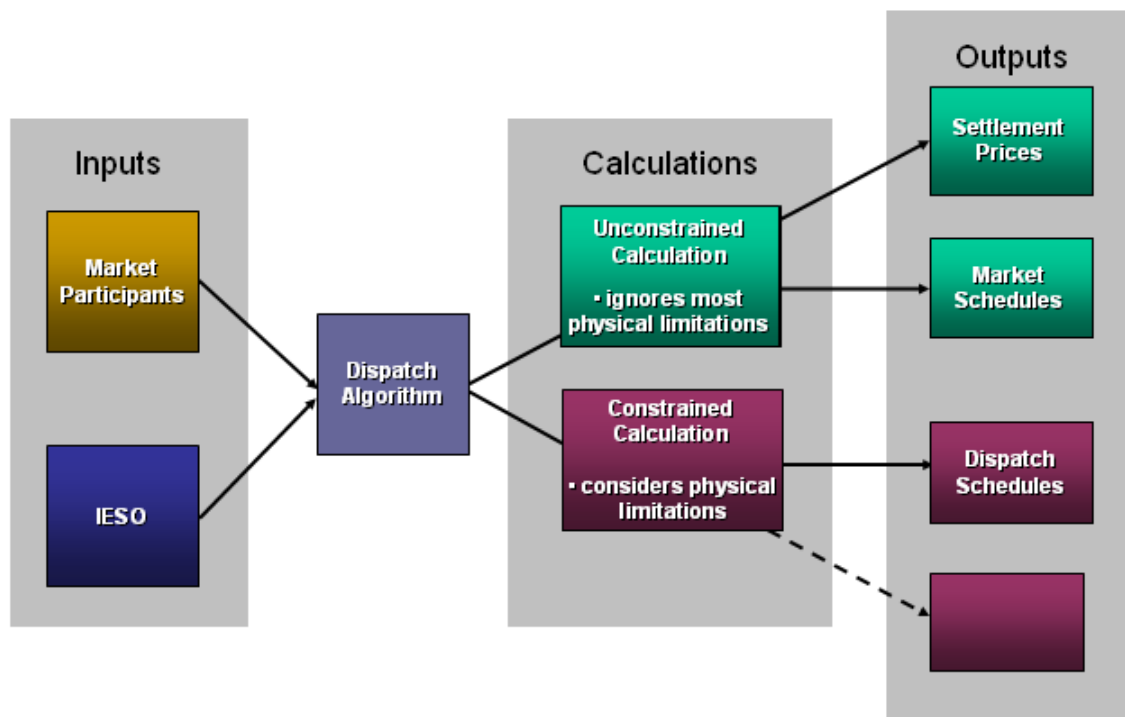 Inputs
Market
Participants
IESO
Dispatch
Algorithm
Calculations
Unconstrained
Calculation
▪ ignores most
physical limitations
Constrained
Calculation
▪ considers physical
limitations
Outputs
Settlement
Prices
Market
Schedules
Dispatch
Schedules